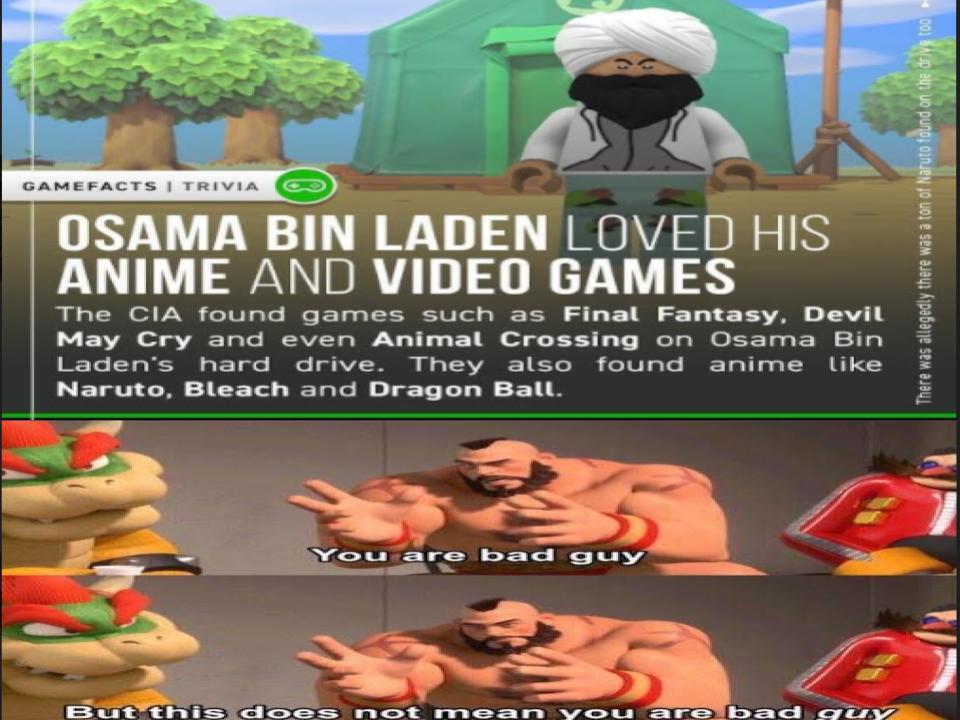 GAMEFACTS | TRIVIA
OSAMA BIN LADEN LOVED HIS
ANIME AND VIDEO GAMES
The CIA found games such as Final Fantasy, Devil
May Cry and even Animal Crossing on Osama Bin
Laden's hard drive. They also found anime like
Naruto, Bleach and Dragon Ball.
There was allegedly there was a ton of Naruto found on the drive too
You are bad guy
But this does not mean you are bad guy